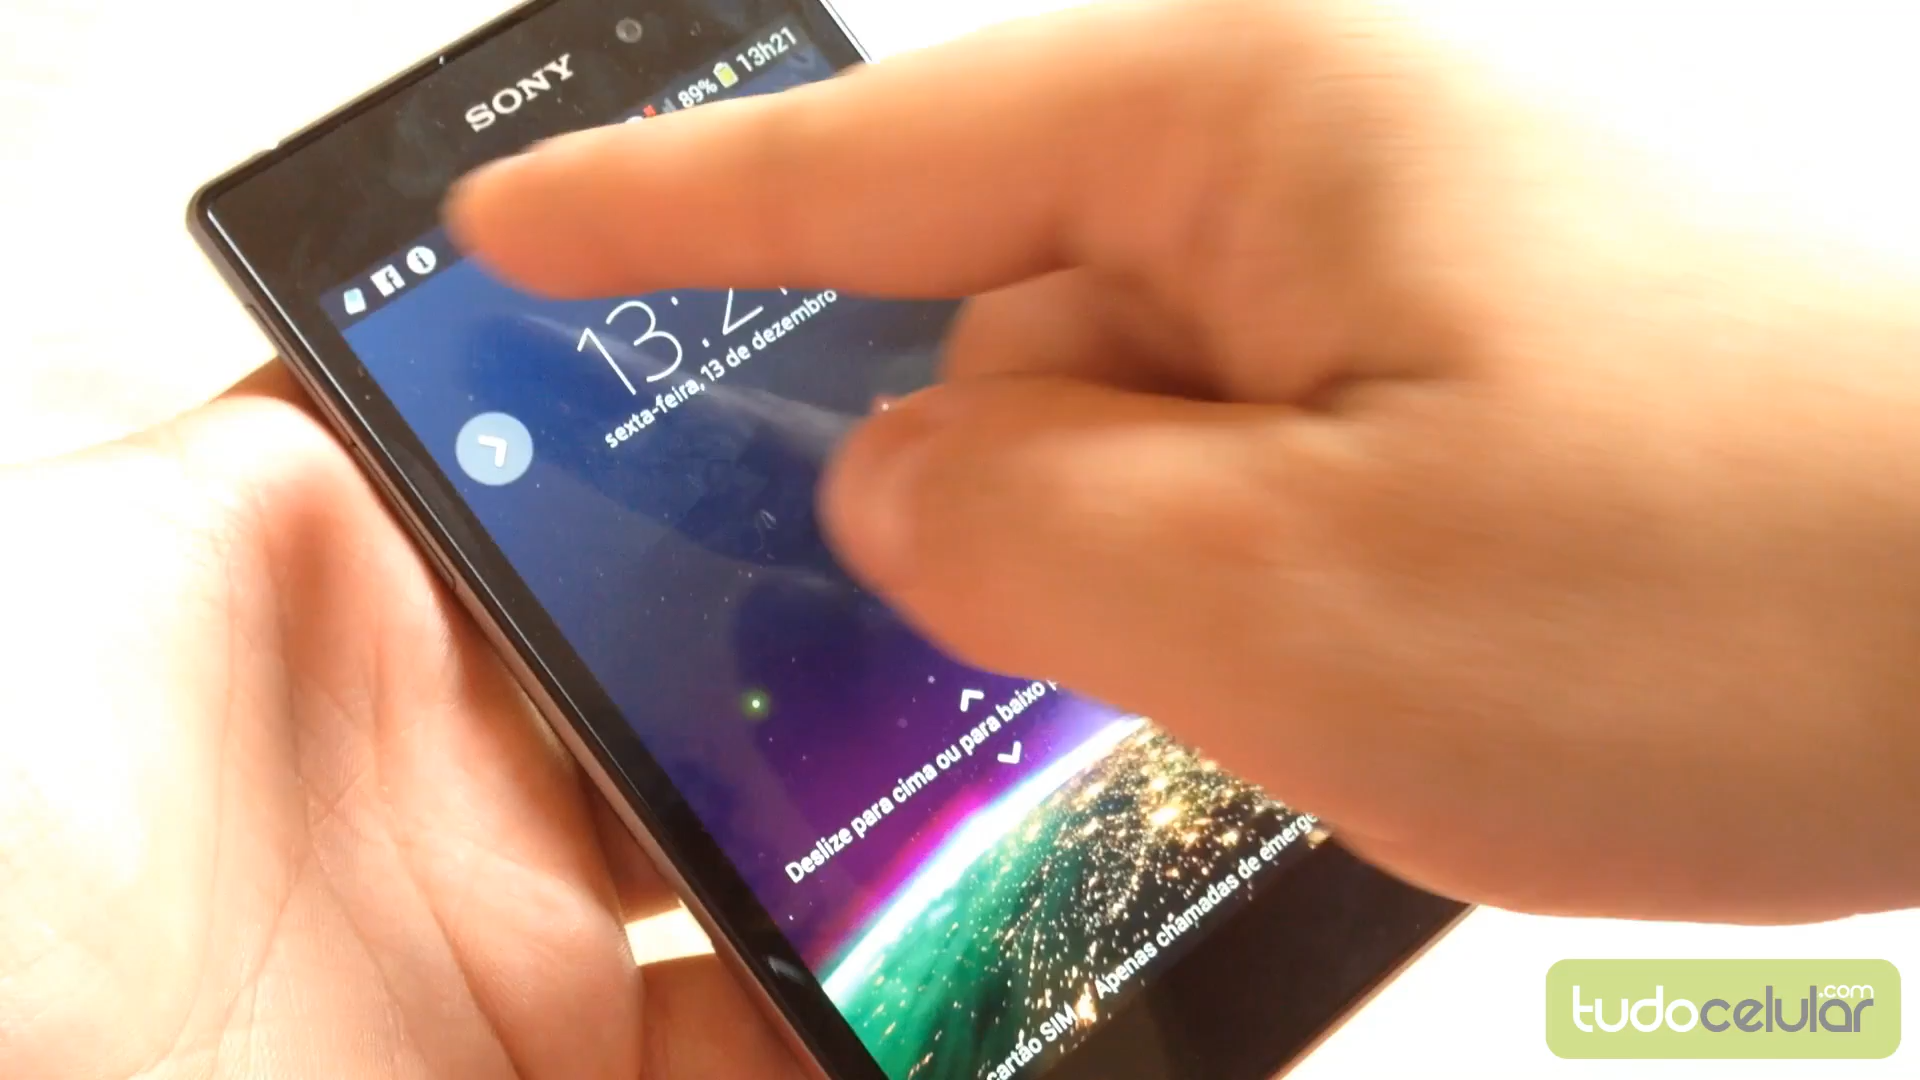 SONY
89% 13h21
13:2
sexta-feira, 13 de dezembro
Deslize para cima ou para baixo
cartão SIM. Apenas chamadas de
tudocelular.com